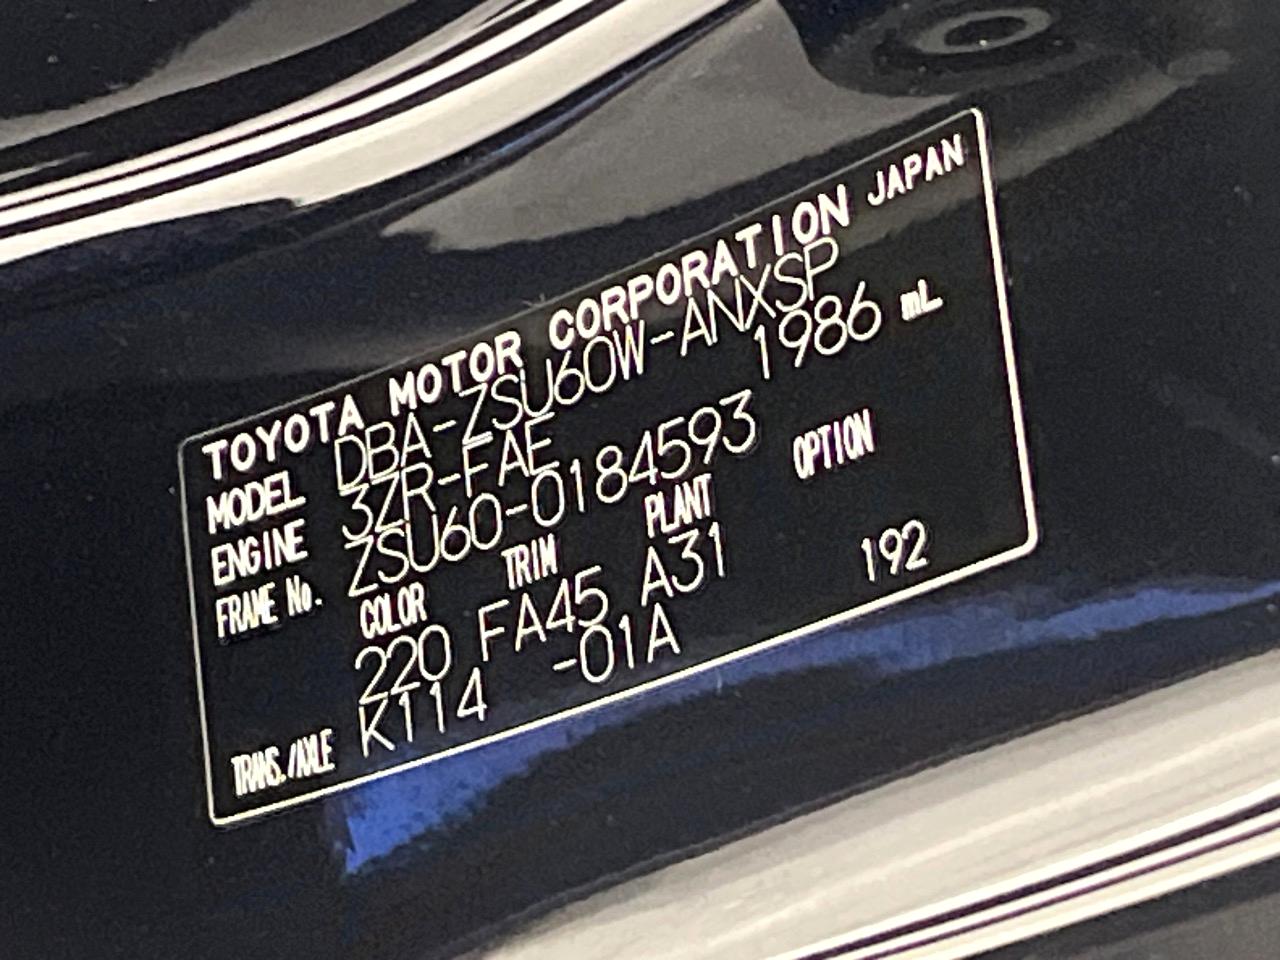 TOYOTA MOTOR CORPORATION JAPAN
MODEL DBA-ZSU60W-ANXSP
ENGINE 3ZR-FAE 1986 mL
FRAME No. ZSU60-0184593
COLOR TRIM PLANT OPTION
220 FA45 A31 192
TRANS./AXLE K114 -01A